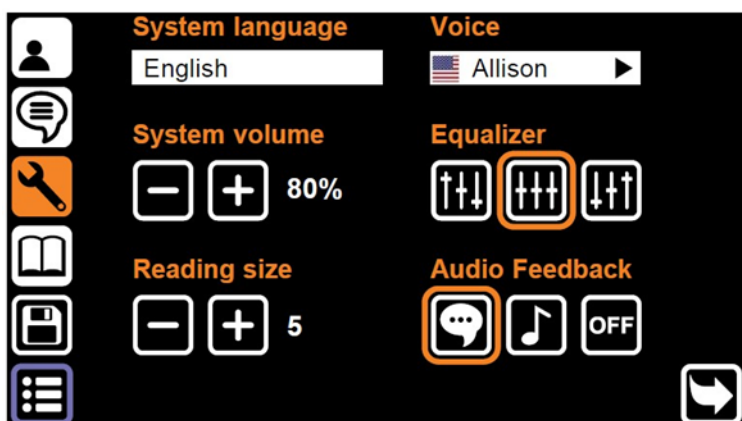 System language
Voice
English
Allison
System volume
Equalizer
80%
Reading size
Audio Feedback
5
OFF